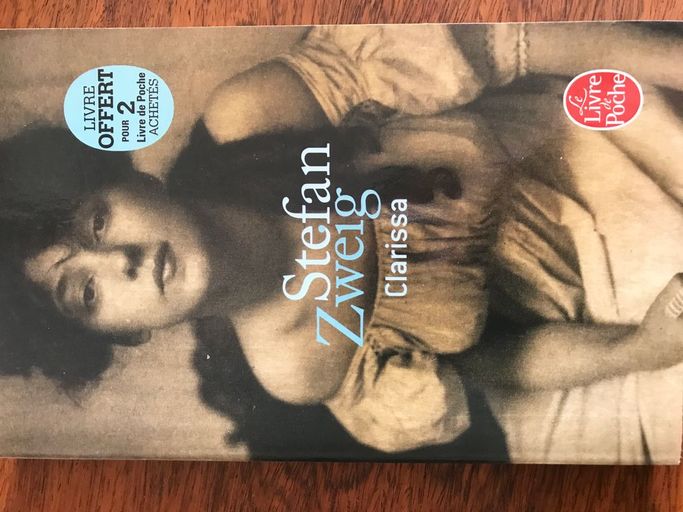 LIVRE
OFFERT
POUR 2
Livre de Poche
ACHETÉS
Le
Livre
de
Poche
Stefan
Zweig
Clarissa